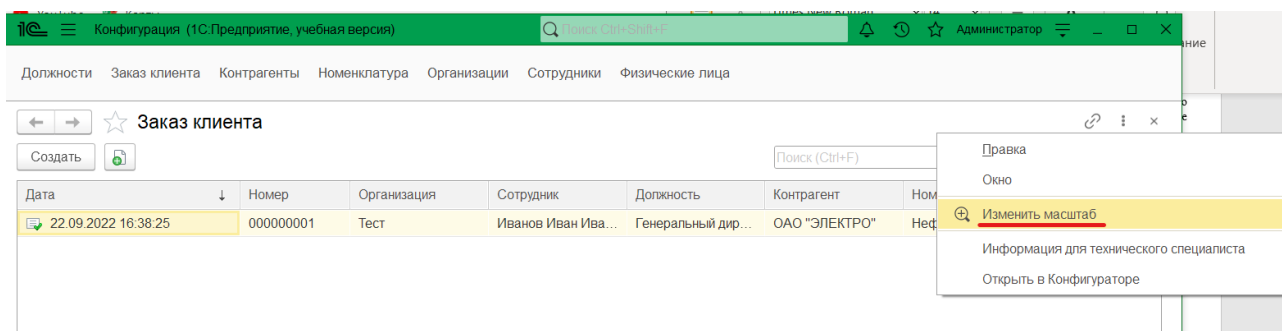 Конфигурация (1С:Предприятие, учебная версия)
Поиск Ctrl+Shift+F
Администратор
ние
Должности Заказ клиента Контрагенты Номенклатура Организации Сотрудники Физические лица
Заказ клиента
Создать
Поиск (Ctrl+F)
Дата ↓ Номер Организация Сотрудник Должность Контрагент Ном
22.09.2022 16:38:25 000000001 Тест Иванов Иван Ива... Генеральный дир... ОАО "ЭЛЕКТРО" Неф
Правка
Окно
Изменить масштаб
Информация для технического специалиста
Открыть в Конфигураторе